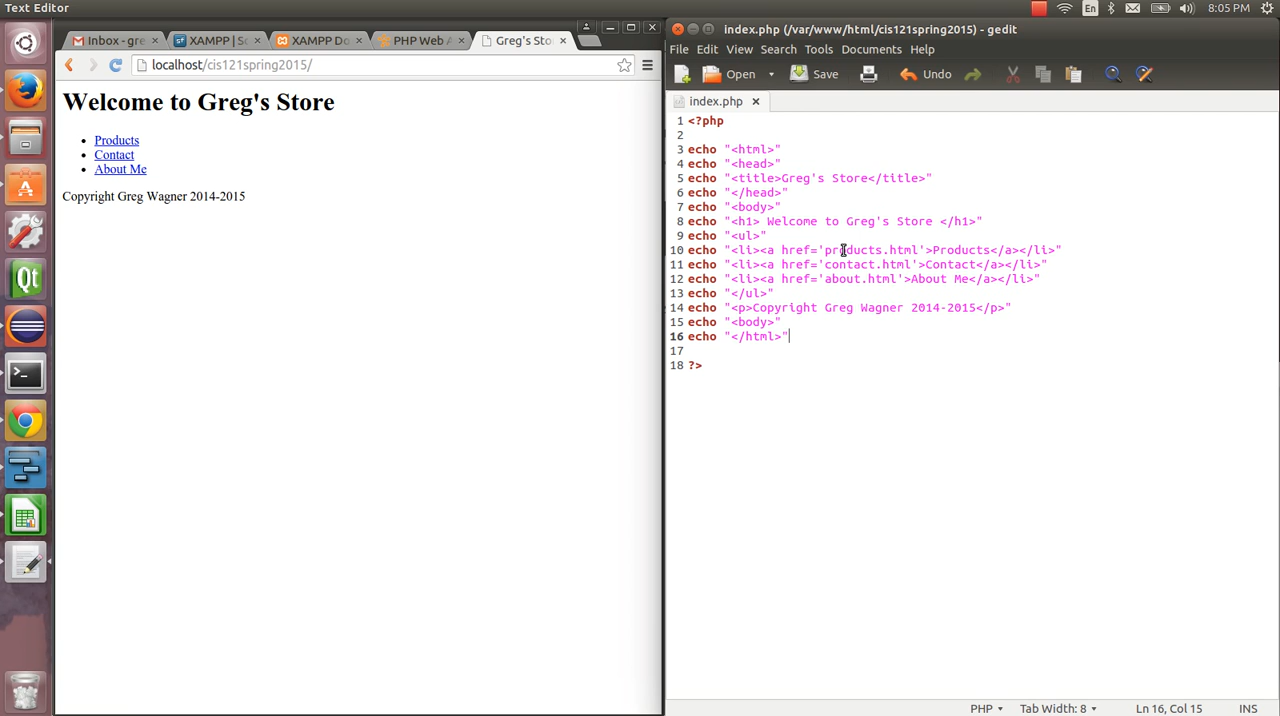 Text Editor
En
8:05 PM
Inbox - gre
XAMPP | Sc
XAMPP Do
PHP Web A
Greg's Sto
localhost/cis121spring2015/
Welcome to Greg's Store
Products
Contact
About Me
Copyright Greg Wagner 2014-2015
index.php (/var/www/html/cis121spring2015) - gedit
File Edit View Search Tools Documents Help
Open Save Undo
index.php
1 <?php
2
3 echo "<html>"
4 echo "<head>"
5 echo "<title>Greg's Store</title>"
6 echo "</head>"
7 echo "<body>"
8 echo "<h1> Welcome to Greg's Store </h1>"
9 echo "<ul>"
10 echo "<li><a href='products.html'>Products</a></li>"
11 echo "<li><a href='contact.html'>Contact</a></li>"
12 echo "<li><a href='about.html'>About Me</a></li>"
13 echo "</ul>"
14 echo "<p>Copyright Greg Wagner 2014-2015</p>"
15 echo "<body>"
16 echo "</html>"
17
18 ?>
PHP Tab Width: 8 Ln 16, Col 15 INS